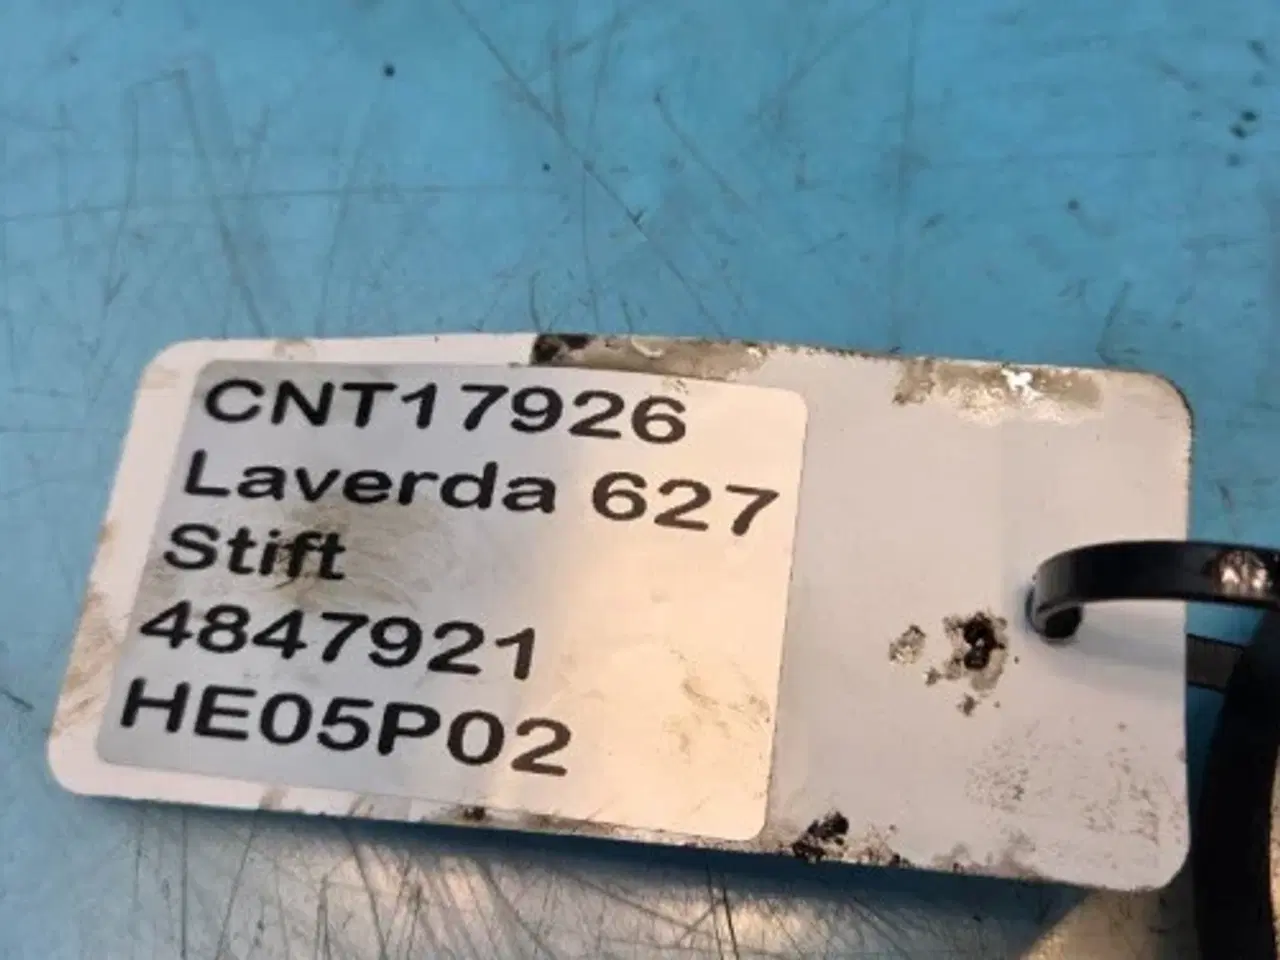 CNT17926
Laverda 627
Stift
4847921
HE05P02